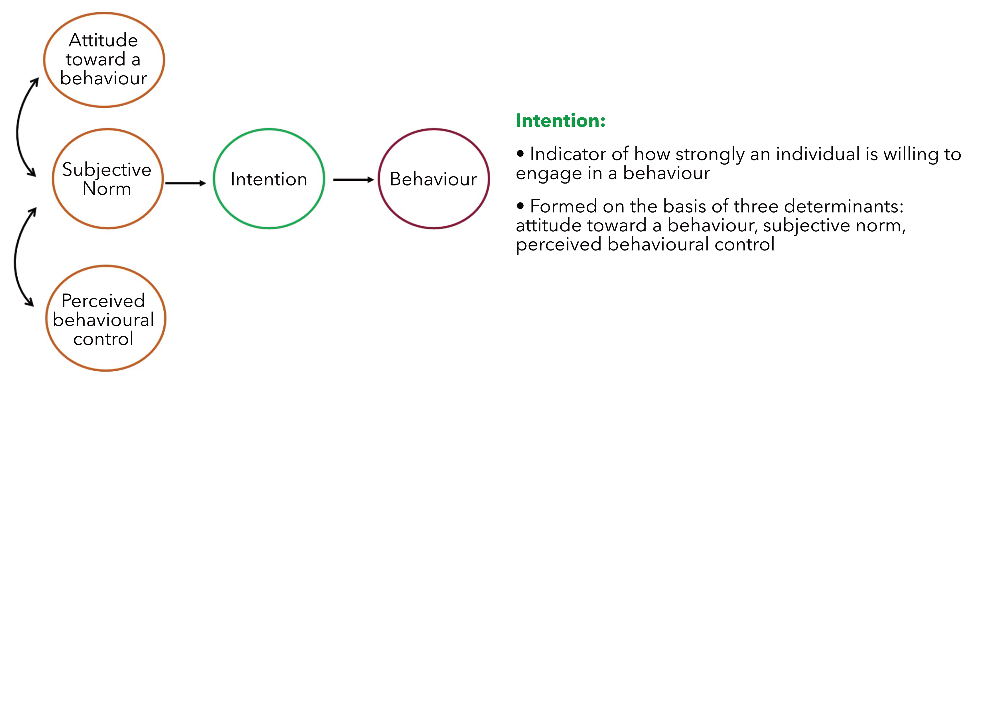 Attitude
toward a
behaviour
Subjective
Norm
Intention
Behaviour
Perceived
behavioural
control
Intention:
• Indicator of how strongly an individual is willing to
engage in a behaviour
• Formed on the basis of three determinants:
attitude toward a behaviour, subjective norm,
perceived behavioural control